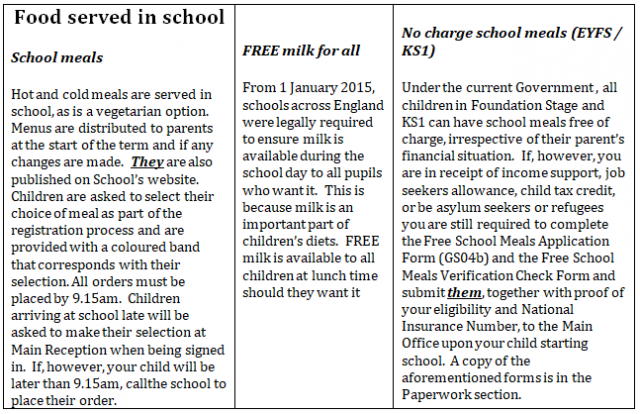 Food served in school
School meals
Hot and cold meals are served in
school, as is a vegetarian option.
Menus are distributed to parents
at the start of the term and if any
changes are made.  They are also
published on School's website.
Children are asked to select their
choice of meal as part of the
registration process and are
provided with a coloured band
that corresponds with their
selection. All orders must be
placed by 9.15am.  Children
arriving at school late will be
asked to make their selection at
Main Reception when being signed
in.  If, however, your child will be
later than 9.15am, callthe school to
place their order.
FREE milk for all
From 1 January 2015,
schools across England
were legally required
to ensure milk is
available during the
school day to all pupils
who want it.  This is
because milk is an
important part of
children's diets.  FREE
milk is available to all
children at lunch time
should they want it
No charge school meals (EYFS /
KS1)
Under the current Government , all
children in Foundation Stage and
KS1 can have school meals free of
charge, irrespective of their parent's
financial situation.  If, however, you
are in receipt of income support, job
seekers allowance, child tax credit,
or be asylum seekers or refugees
you are still required to complete
the Free School Meals Application
Form (GS04b) and the Free School
Meals Verification Check Form and
submit them, together with proof of
your eligibility and National
Insurance Number, to the Main
Office upon your child starting
school.  A copy of the
aforementioned forms is in the
Paperwork section.